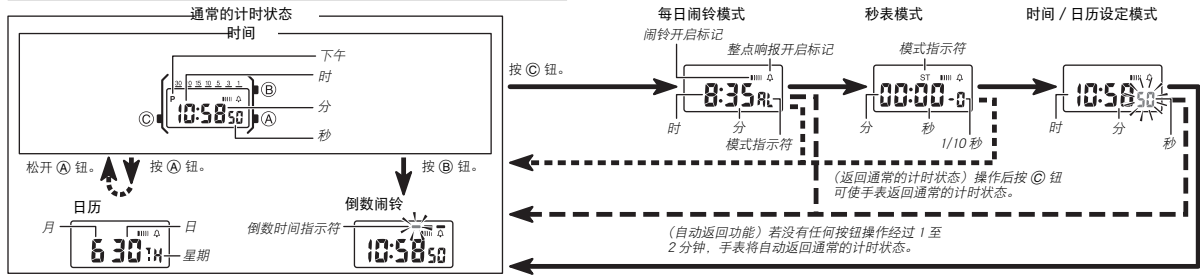 通常的计时状态
时间
下午
30 20 15 10 5 3 1
P
10:58 50
时
分
秒
Ⓑ
Ⓒ
Ⓐ
松开 Ⓐ 钮。
按 Ⓐ 钮。
按 Ⓑ 钮。
日历
月
日
6 30 TH
星期
倒数闹铃
倒数时间指示符
10:58 50
按 Ⓒ 钮。
每日闹铃模式
闹铃开启标记
整点响报开启标记
8:35 AL
时
分
模式指示符
秒表模式
模式指示符
ST
00:00 -0
分
秒
1/10 秒
时间 / 日历设定模式
10:58 50
时
分
秒
（返回通常的计时状态）操作后按 Ⓒ 钮
可使手表返回通常的计时状态。
（自动返回功能）若没有任何按钮操作经过 1 至
2 分钟，手表将自动返回通常的计时状态。